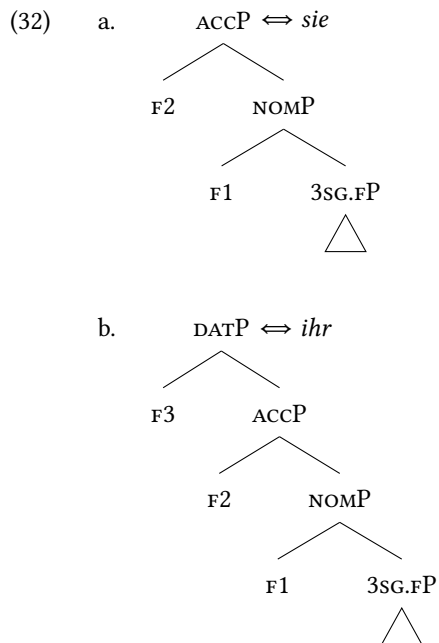 (32) a. ACCP ⇔ sie
F2 NOMP
F1 3SG.FP
b. DATP ⇔ ihr
F3 ACCP
F2 NOMP
F1 3SG.FP